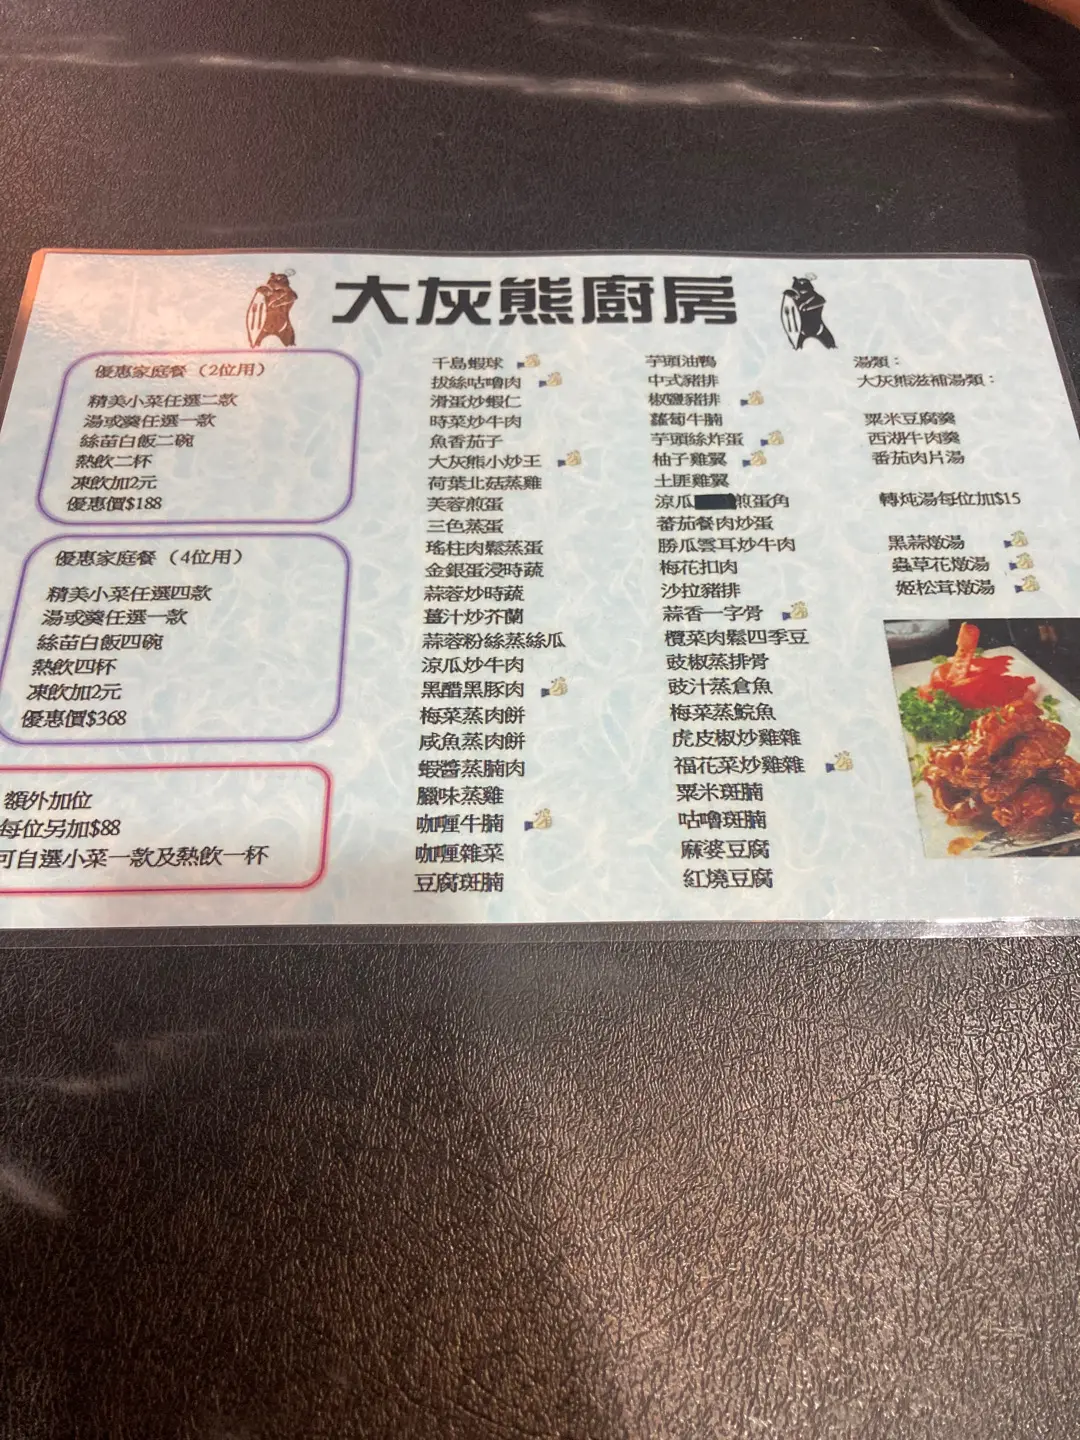 大灰熊廚房
優惠家庭餐（2位用）
精美小菜任選二款
湯或羹任選一款
絲苗白飯二碗
熱飲二杯
凍飲加2元
優惠價$188
優惠家庭餐（4位用）
精美小菜任選四款
湯或羹任選一款
絲苗白飯四碗
熱飲四杯
凍飲加2元
優惠價$368
額外加位
每位另加$88
可自選小菜一款及熱飲一杯
千島蝦球
拔絲咕嚕肉
滑蛋炒蝦仁
時菜炒牛肉
魚香茄子
大灰熊小炒王
荷葉北菇蒸雞
芙蓉煎蛋
三色蒸蛋
瑤柱肉鬆蒸蛋
金銀蛋浸時蔬
蒜蓉炒時蔬
薑汁炒芥蘭
蒜蓉粉絲蒸絲瓜
涼瓜炒牛肉
黑醋黑豚肉
梅菜蒸肉餅
咸魚蒸肉餅
蝦醬蒸腩肉
臘味蒸雞
咖喱牛腩
咖喱雜菜
豆腐斑腩
芋頭油鴨
中式豬排
椒鹽豬排
蘿蔔牛腩
芋頭絲炸蛋
柚子雞翼
土匪雞翼
涼瓜煎蛋角
蕃茄餐肉炒蛋
勝瓜雲耳炒牛肉
梅花扣肉
沙拉豬排
蒜香一字骨
欖菜肉鬆四季豆
豉椒蒸排骨
豉汁蒸倉魚
梅菜蒸鯇魚
虎皮椒炒雞雜
福花菜炒雞雜
粟米斑腩
咕嚕斑腩
麻婆豆腐
紅燒豆腐
湯類：
大灰熊滋補湯類：
粟米豆腐羹
西湖牛肉羹
番茄肉片湯
轉炖湯每位加$15
黑蒜燉湯
蟲草花燉湯
姬松茸燉湯